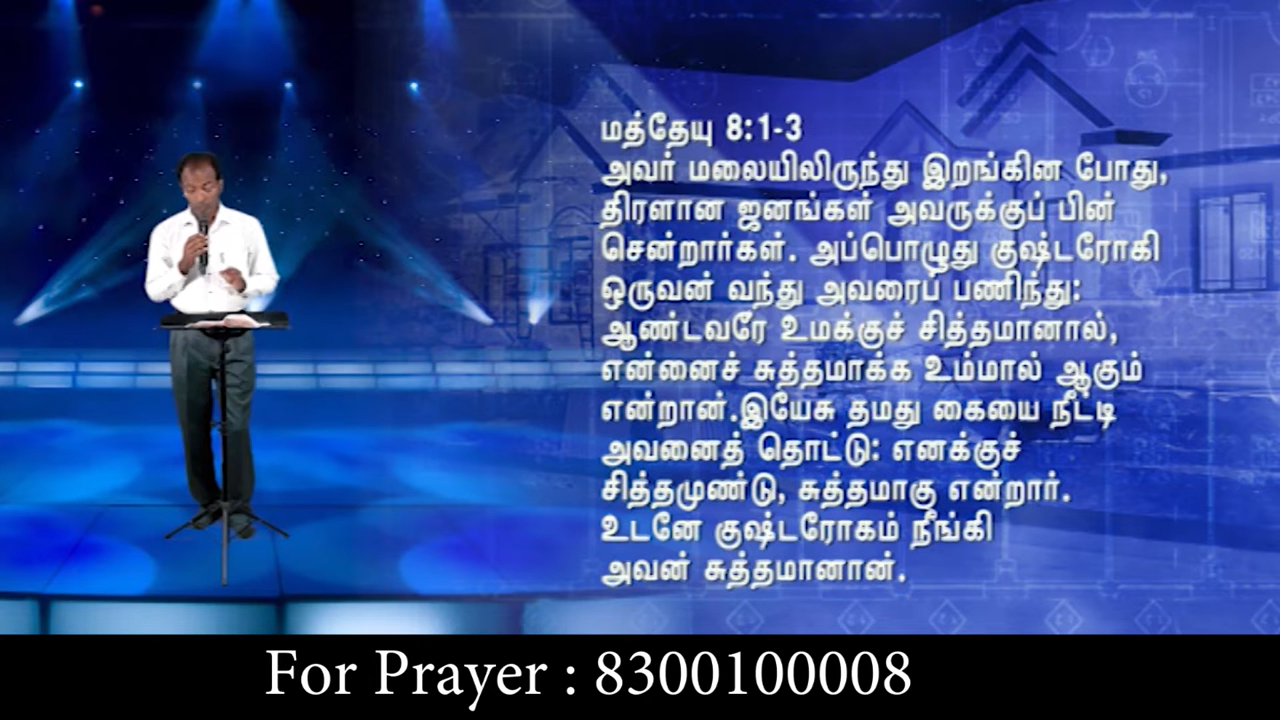 மத்தேயு 8:1-3
அவர் மலையிலிருந்து இறங்கின போது,
திரளான ஜனங்கள் அவருக்குப் பின்
சென்றார்கள். அப்பொழுது குஷ்டரோகி
ஒருவன் வந்து அவரைப் பணிந்து:
ஆண்டவரே உமக்குச் சித்தமானால்,
என்னைச் சுத்தமாக்க உம்மால் ஆகும்
என்றான்.இயேசு தமது கையை நீட்டி
அவனைத் தொட்டு: எனக்குச்
சித்தமுண்டு, சுத்தமாகு என்றார்.
உடனே குஷ்டரோகம் நீங்கி
அவன் சுத்தமானான்.
For Prayer : 8300100008